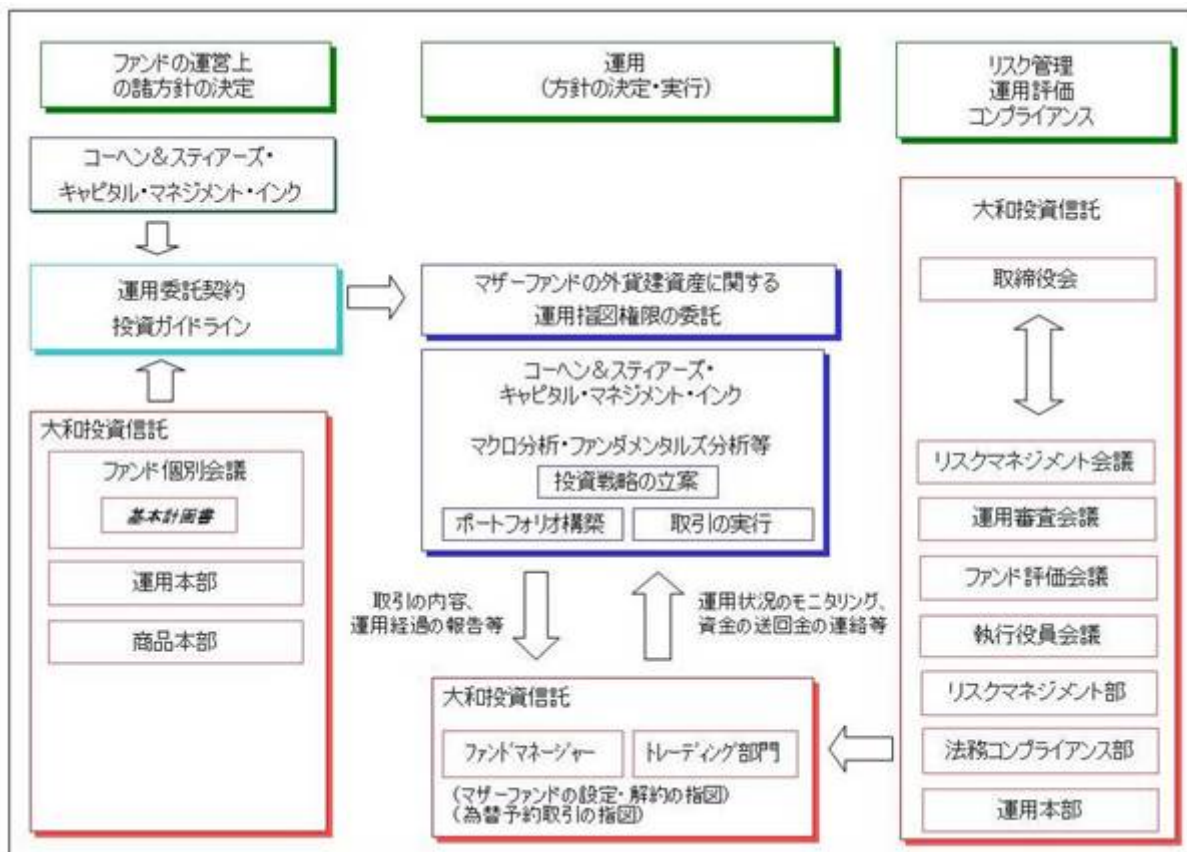 ファンドの運営上
の諸方針の決定
コーヘン&スティアーズ・
キャピタル・マネジメント・インク
運用委託契約
投資ガイドライン
大和投資信託
ファンド個別会議
基本計画書
運用本部
商品本部
運用
(方針の決定・実行)
マザーファンドの外貨建資産に関する
運用指図権限の委託
コーヘン&スティアーズ・
キャピタル・マネジメント・インク
マクロ分析・ファンダメンタルズ分析等
投資戦略の立案
ポートフォリオ構築
取引の実行
取引の内容、
運用経過の報告等
運用状況のモニタリング、
資金の送回金の連絡等
大和投資信託
ファンドマネージャー
トレーディング部門
(マザーファンドの設定・解約の指図)
(為替予約取引の指図)
リスク管理
運用評価
コンプライアンス
大和投資信託
取締役会
リスクマネジメント会議
運用審査会議
ファンド評価会議
執行役員会議
リスクマネジメント部
法務コンプライアンス部
運用本部